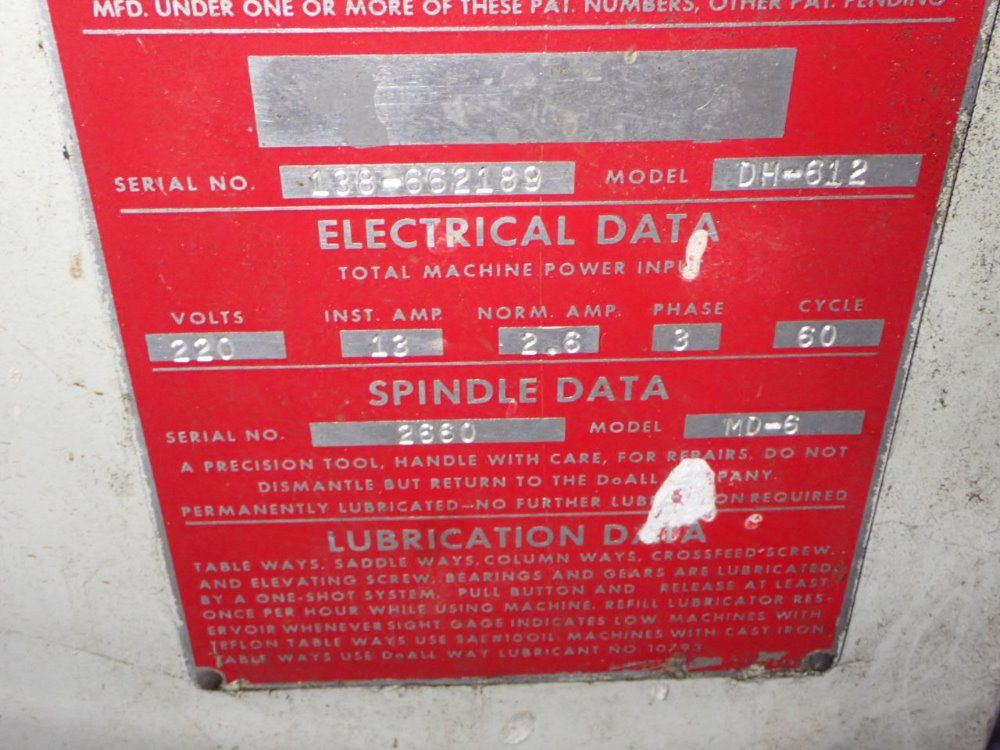 MFD. UNDER ONE OR MORE OF THESE PAT. NUMBERS, OTHER PAT. PENDING
SERIAL NO. 138-662189 MODEL DH-612
ELECTRICAL DATA
TOTAL MACHINE POWER INPU
VOLTS INST. AMP. NORM. AMP. PHASE CYCLE
220 13 2.6 3 60
SPINDLE DATA
SERIAL NO. 2660 MODEL MD-6
A PRECISION TOOL, HANDLE WITH CARE, FOR REPAIRS, DO NOT
DISMANTLE BUT RETURN TO THE DoALL PANY.
PERMANENTLY LUBRICATED—NO FURTHER LUB ON REQUIRED
LUBRICATION DATA
TABLE WAYS, SADDLE WAYS, COLUMN WAYS, CROSSFEED SCREW,
AND ELEVATING SCREW, BEARINGS AND GEARS ARE LUBRICATED
BY A ONE-SHOT SYSTEM. PULL BUTTON AND RELEASE AT LEAST
ONCE PER HOUR WHILE USING MACHINE. REFILL LUBRICATOR RES-
ERVOIR WHENEVER SIGHT GAGE INDICATES LOW. MACHINES WITH
TEFLON TABLE WAYS USE SAE#10 OIL. MACHINES WITH CAST IRON
TABLE WAYS USE DoALL WAY LUBRICANT NO